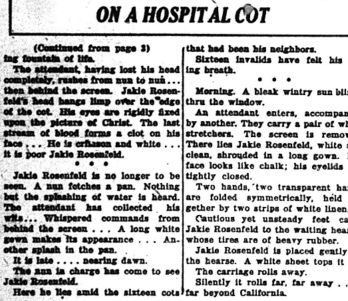 ON A HOSPITAL COT
(Continued from page 3)
ing fountain of life.
The attendant, having lost his head
completely, rushes from nun to nun...
then behind the screen. Jakie Rosen-
feld's head hangs limp over the edge
of the cot. His eyes are rigidly fixed
upon the picture of Christ. The last
stream of blood forms a clot on his
face... He is crimson and white...
it is poor Jakie Rosenfeld.
* * *
Jakie Rosenfeld is no longer to be
seen. A nun fetches a pan. Nothing
but the splashing of water is heard.
The attendant has collected his
wits... Whispered commands from
behind the screen... A long white
gown makes its appearance... An-
other splash in the pan.
It is late.... nearing dawn.
The nun in charge has come to see
Jakie Rosenfeld.
Here he lies amid the sixteen cots
that had been his neighbors.
Sixteen invalids have felt his
ing breath.
* * *
Morning. A bleak wintry sun bli
thru the window.
An attendant enters, accompan
by another. They carry a pair of wh
stretchers. The screen is remov
There lies Jakie Rosenfeld, white a
clean, shrouded in a long gown. H
face looks like chalk; his eyelids
tightly closed.
Two hands, two transparent han
are folded symmetrically, held
gether by two strips of white linen.
Cautious yet unsteady feet ca
Jakie Rosenfeld to the waiting hear
whose tires are of heavy rubber.
Jakie Rosenfeld is placed gently
the hearse. A white sheet tops it
The carriage rolls away.
Silently it rolls far, far away...
far beyond California.